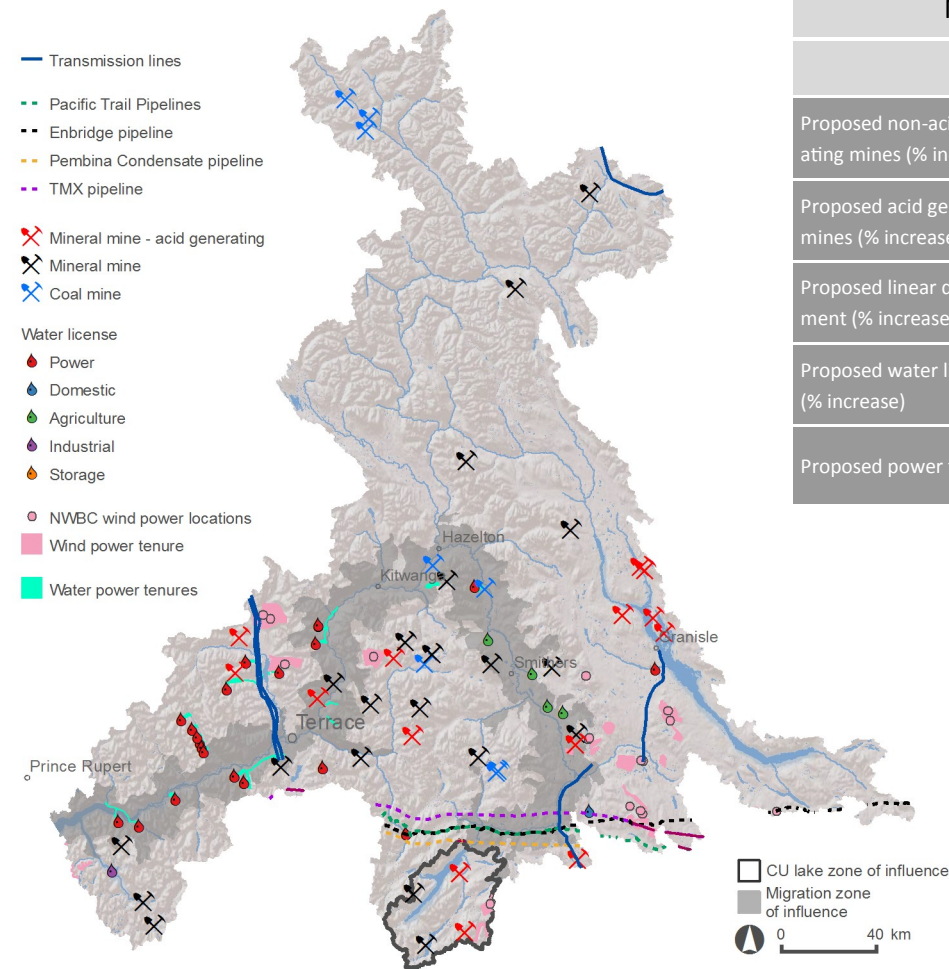 Transmission lines
Pacific Trail Pipelines
Enbridge pipeline
Pembina Condensate pipeline
TMX pipeline
Mineral mine - acid generating
Mineral mine
Coal mine
Water license
Power
Domestic
Agriculture
Industrial
Storage
NWBC wind power locations
Wind power tenure
Water power tenures
Hazelton
Kitwanga
Granisle
Smithers
Terrace
Prince Rupert
CU lake zone of influence
Migration zone
of influence
0 40 km
Proposed non-aci
ating mines (% in
Proposed acid ge
mines (% increase
Proposed linear d
ment (% increase
Proposed water l
(% increase)
Proposed power